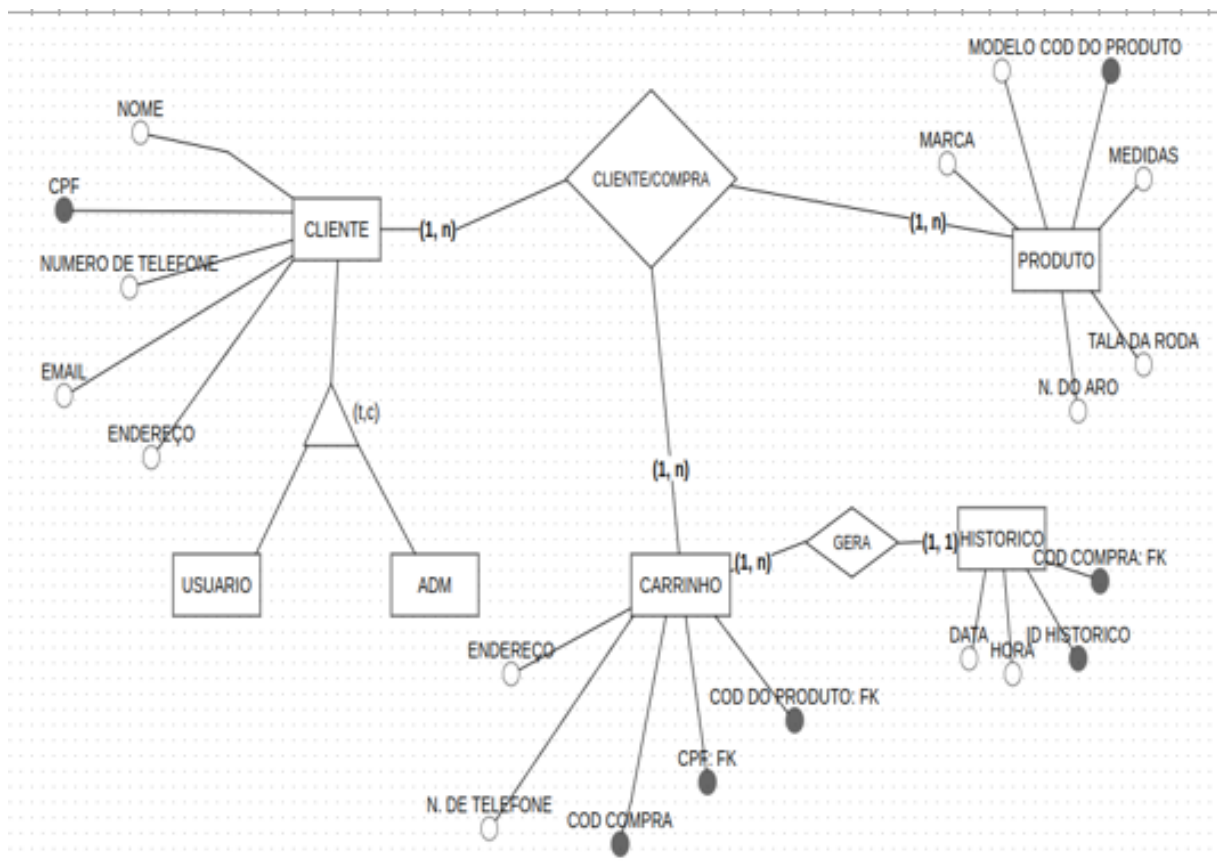 MODELO COD DO PRODUTO
NOME
MARCA
MEDIDAS
CPF
CLIENTE/COMPRA
CLIENTE
(1, n)
(1, n)
NUMERO DE TELEFONE
PRODUTO
TALA DA RODA
EMAIL
N. DO ARO
(t,c)
ENDEREÇO
(1, n)
GERA
(1, 1)
HISTORICO
(1, n)
COD COMPRA: FK
USUARIO
ADM
CARRINHO
DATA
HORA
ID HISTORICO
ENDEREÇO
COD DO PRODUTO: FK
CPF: FK
N. DE TELEFONE
COD COMPRA